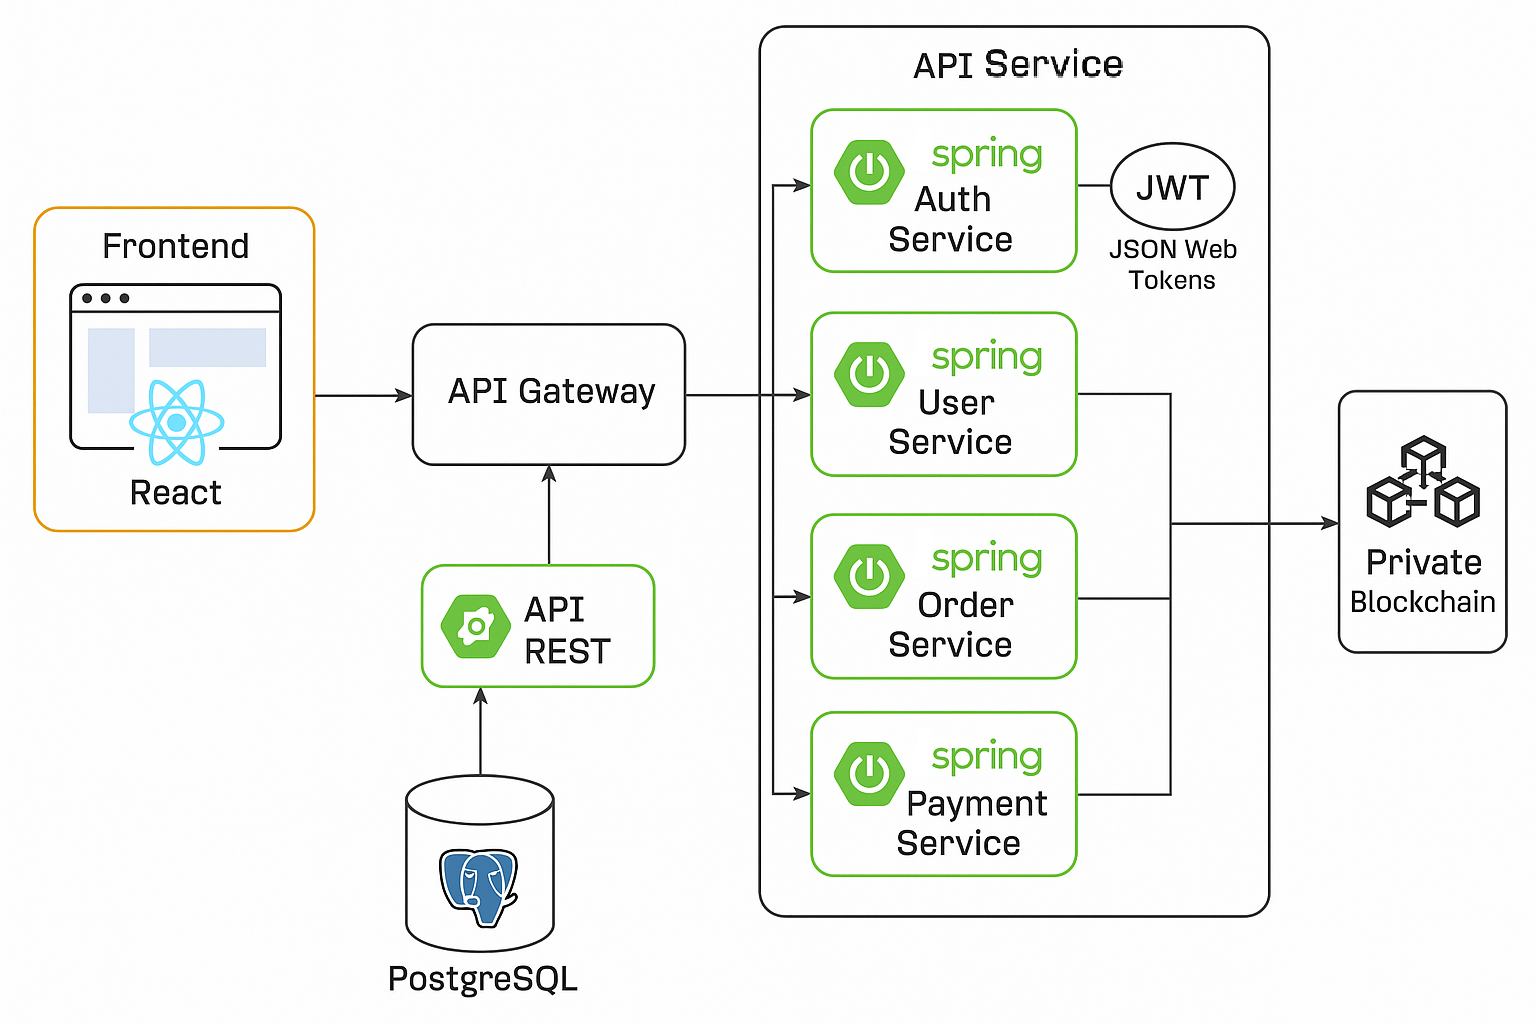 Frontend
React
API Gateway
API
REST
PostgreSQL
API Service
spring
Auth
Service
JWT
JSON Web
Tokens
spring
User
Service
spring
Order
Service
spring
Payment
Service
Private
Blockchain